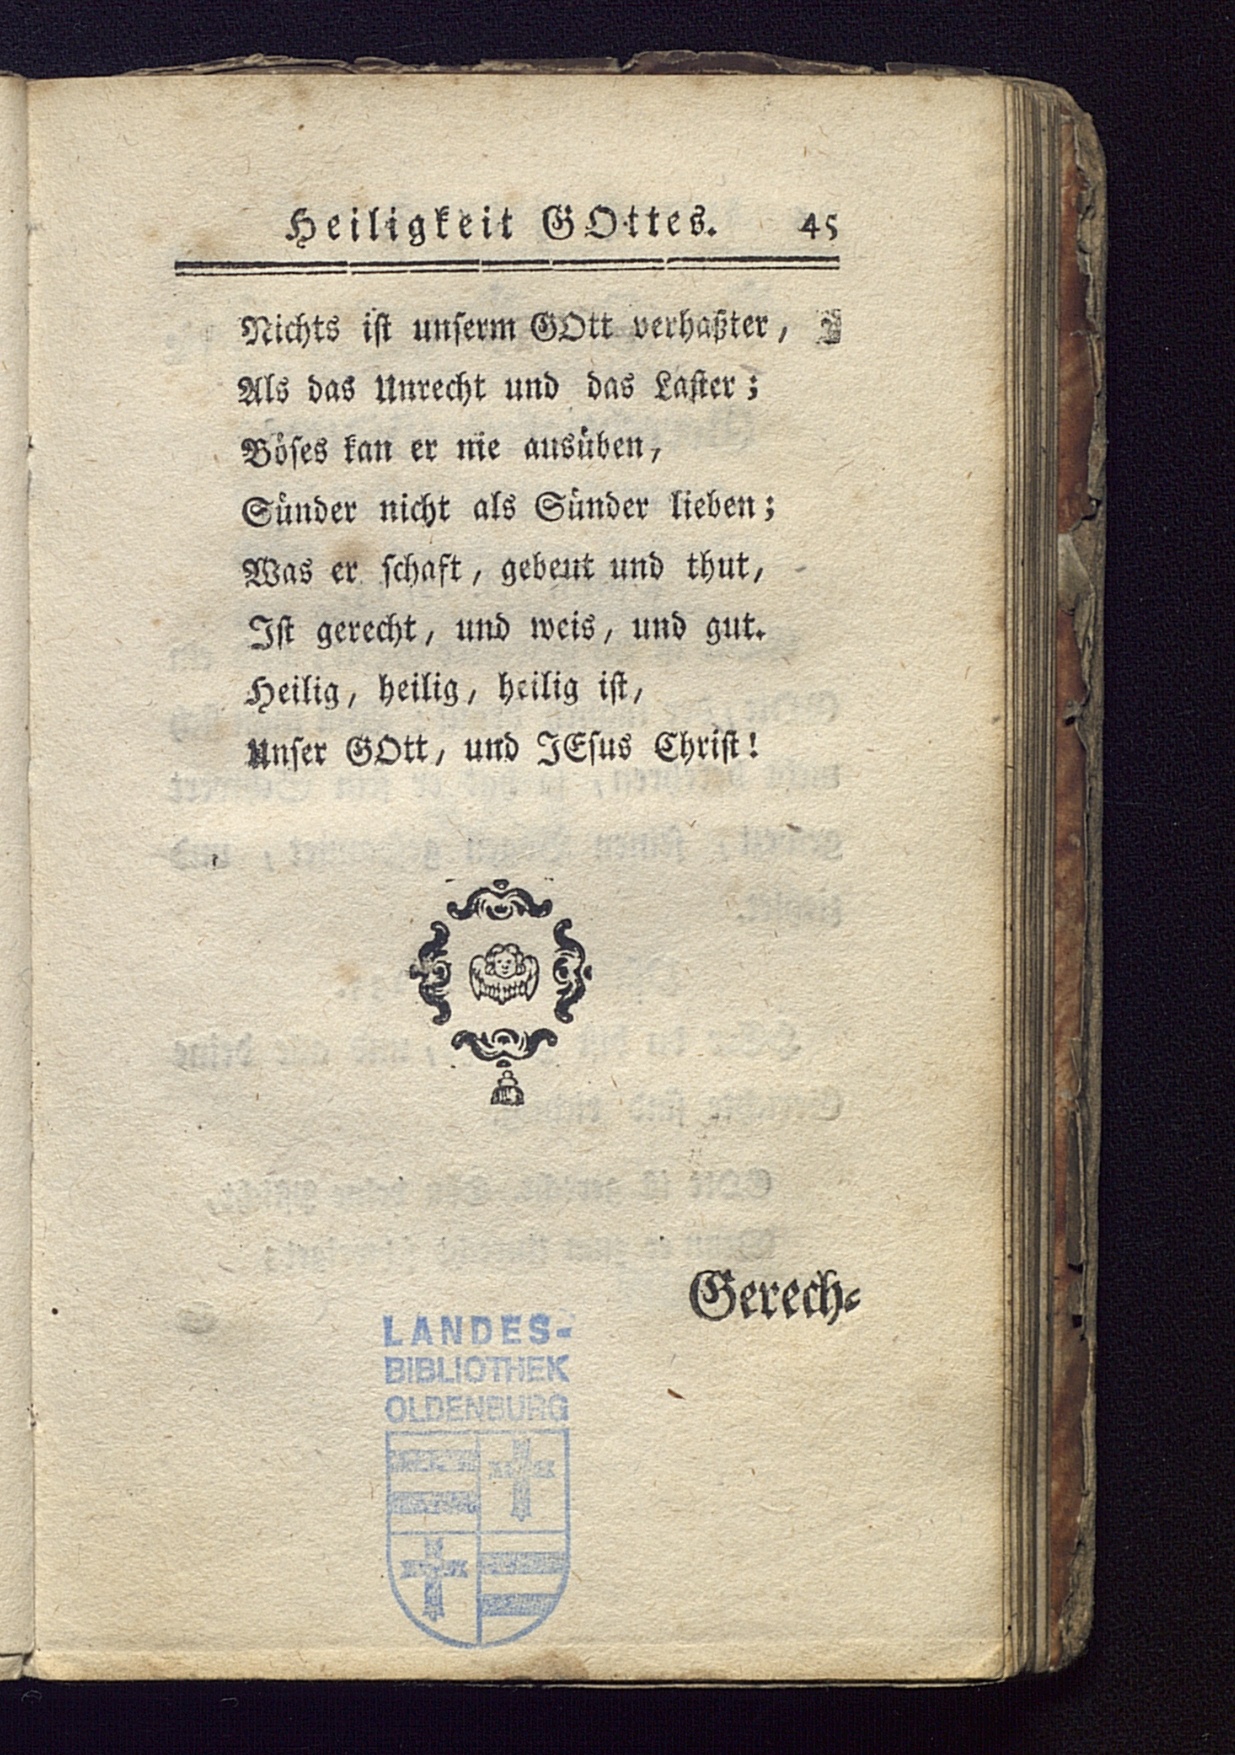 Heiligkeit GOttes. 45
Nichts ist unserm GOtt verhaßter,
Als das Unrecht und das Laster;
Böses kan er nie ausüben,
Sünder nicht als Sünder lieben;
Was er schaft, gebeut und thut,
Ist gerecht, und weis, und gut.
Heilig, heilig, heilig ist,
Unser GOtt, und JEsus Christ!
Gerech-
LANDES-
BIBLIOTHEK
OLDENBURG